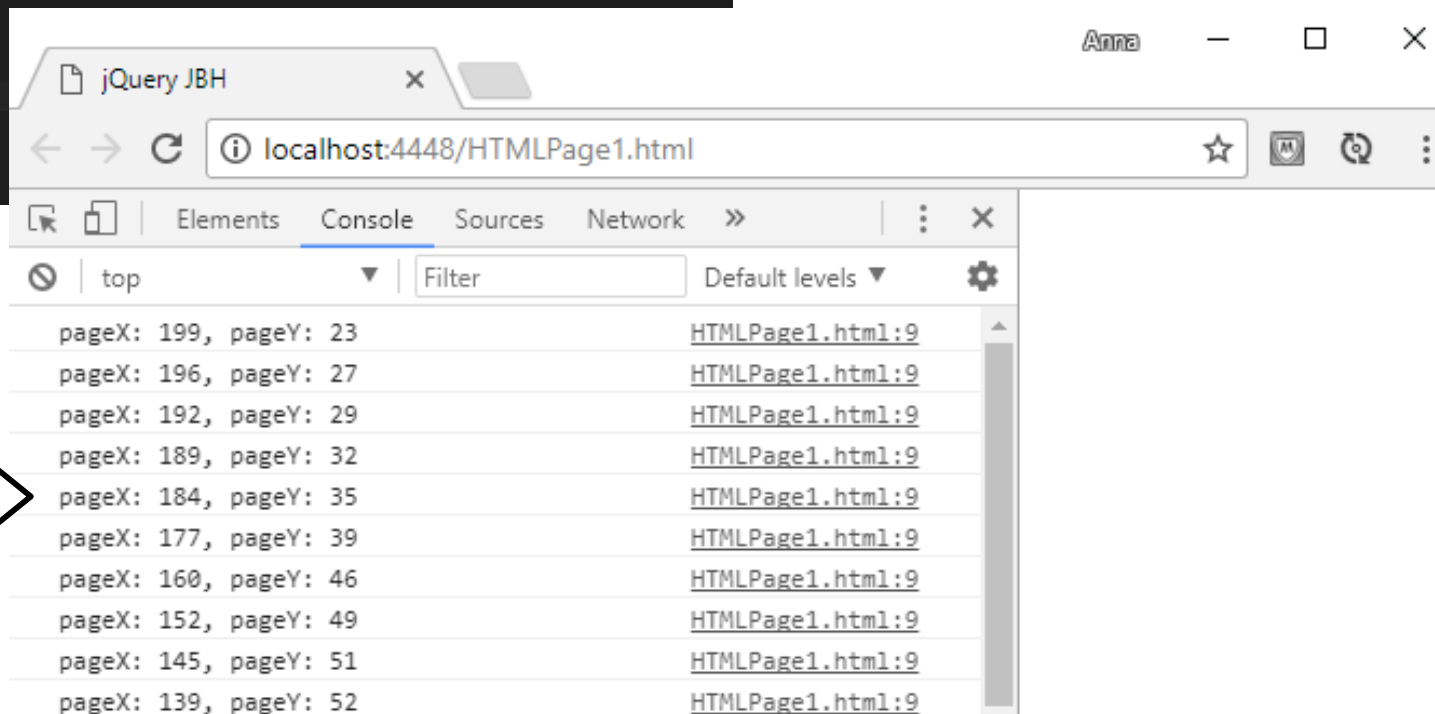 Anna
jQuery JBH
localhost:4448/HTMLPage1.html
Elements Console Sources Network »
top Filter Default levels
pageX: 199, pageY: 23 HTMLPage1.html:9
pageX: 196, pageY: 27 HTMLPage1.html:9
pageX: 192, pageY: 29 HTMLPage1.html:9
pageX: 189, pageY: 32 HTMLPage1.html:9
pageX: 184, pageY: 35 HTMLPage1.html:9
pageX: 177, pageY: 39 HTMLPage1.html:9
pageX: 160, pageY: 46 HTMLPage1.html:9
pageX: 152, pageY: 49 HTMLPage1.html:9
pageX: 145, pageY: 51 HTMLPage1.html:9
pageX: 139, pageY: 52 HTMLPage1.html:9